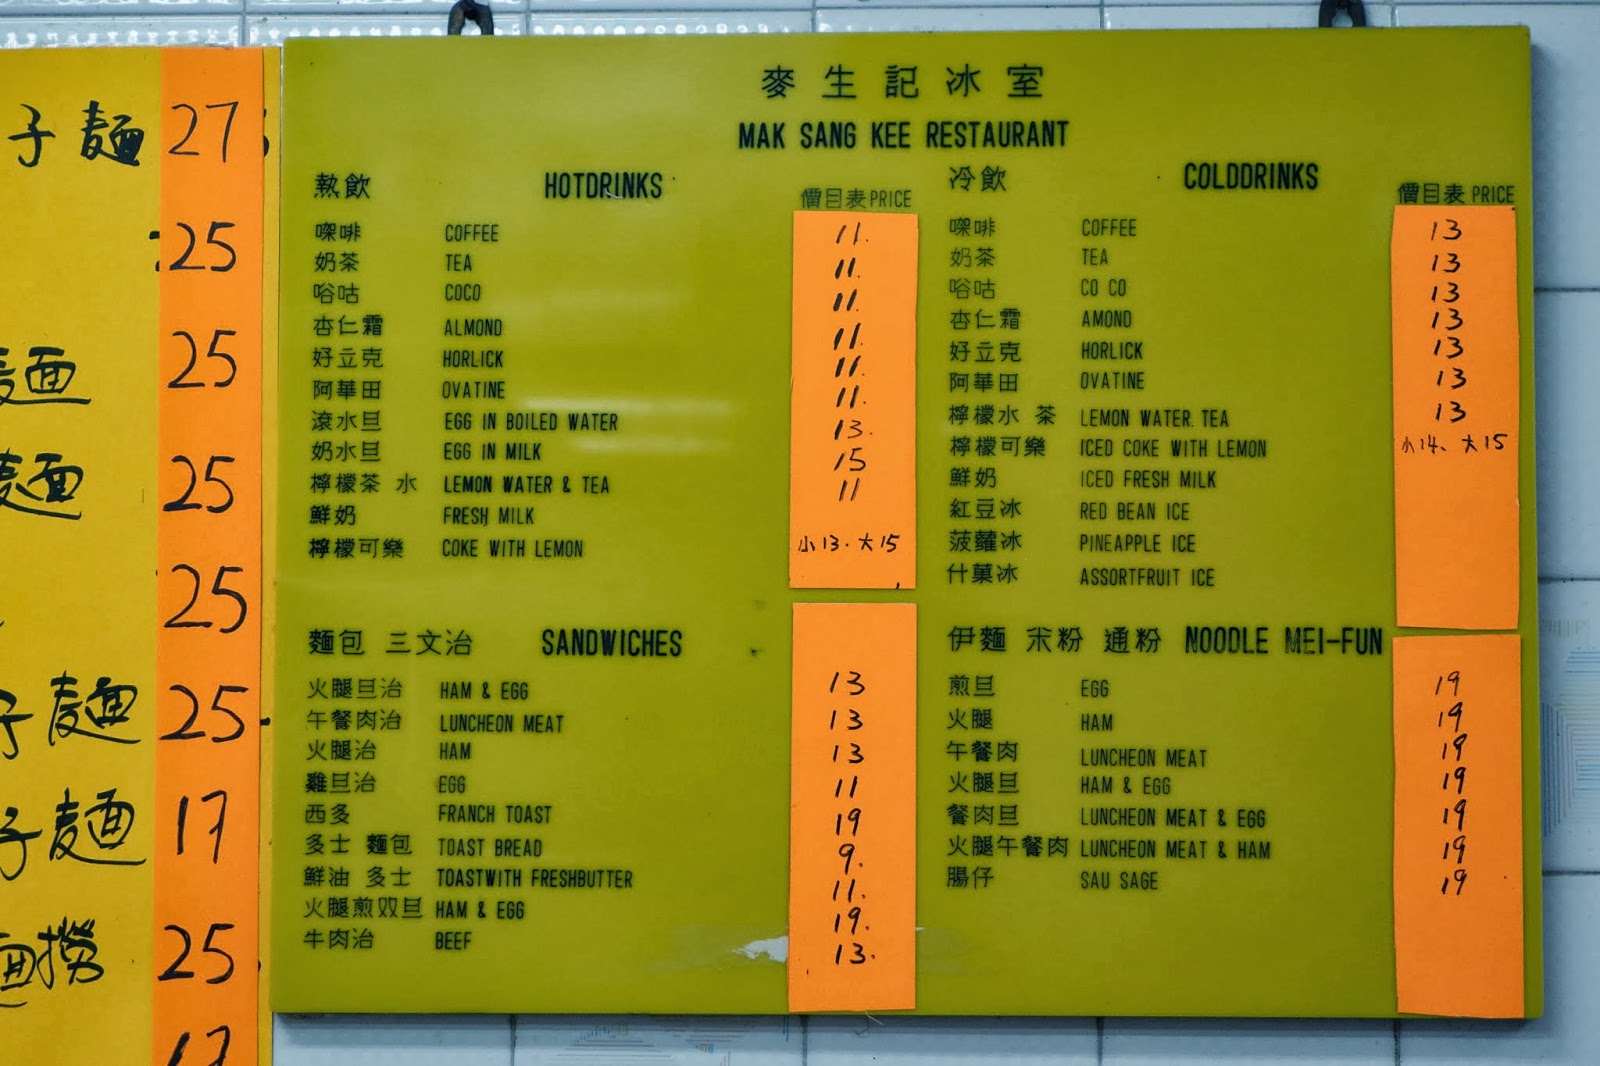 子麵 27
25
麵 25
麵 25
25
子麵 25
子麵 17
麵撈 25
17
麥生記冰室
MAK SANG KEE RESTAURANT
熱飲 HOTDRINKS 價目表 PRICE
㗎啡 COFFEE 11.
奶茶 TEA 11.
唂咕 COCO 11.
杏仁霜 ALMOND 11.
好立克 HORLICK 11.
阿華田 OVATINE 11.
滾水旦 EGG IN BOILED WATER 13.
奶水旦 EGG IN MILK 15
檸檬茶 水 LEMON WATER & TEA 11
鮮奶 FRESH MILK
檸檬可樂 COKE WITH LEMON 小13.大15
麵包 三文治 SANDWICHES
火腿旦治 HAM & EGG 13
午餐肉治 LUNCHEON MEAT 13
火腿治 HAM 13
雞旦治 EGG 11
西多 FRANCH TOAST 19
多士 麵包 TOAST BREAD 9.
鮮油 多士 TOASTWITH FRESHBUTTER 11.
火腿煎双旦 HAM & EGG 19.
牛肉治 BEEF 13.
冷飲 COLDDRINKS 價目表 PRICE
㗎啡 COFFEE 13
奶茶 TEA 13
唂咕 CO CO 13
杏仁霜 AMOND 13
好立克 HORLICK 13
阿華田 OVATINE 13
檸檬水 茶 LEMON WATER.TEA 13
檸檬可樂 ICED COKE WITH LEMON 小14、大15
鮮奶 ICED FRESH MILK
紅豆冰 RED BEAN ICE
菠蘿冰 PINEAPPLE ICE
什菓冰 ASSORTFRUIT ICE
伊麵 米粉 通粉 NOODLE MEI-FUN
煎旦 EGG 19
火腿 HAM 19
午餐肉 LUNCHEON MEAT 19
火腿旦 HAM & EGG 19
餐肉旦 LUNCHEON MEAT & EGG 19
火腿午餐肉 LUNCHEON MEAT & HAM 19
腸仔 SAU SAGE 19